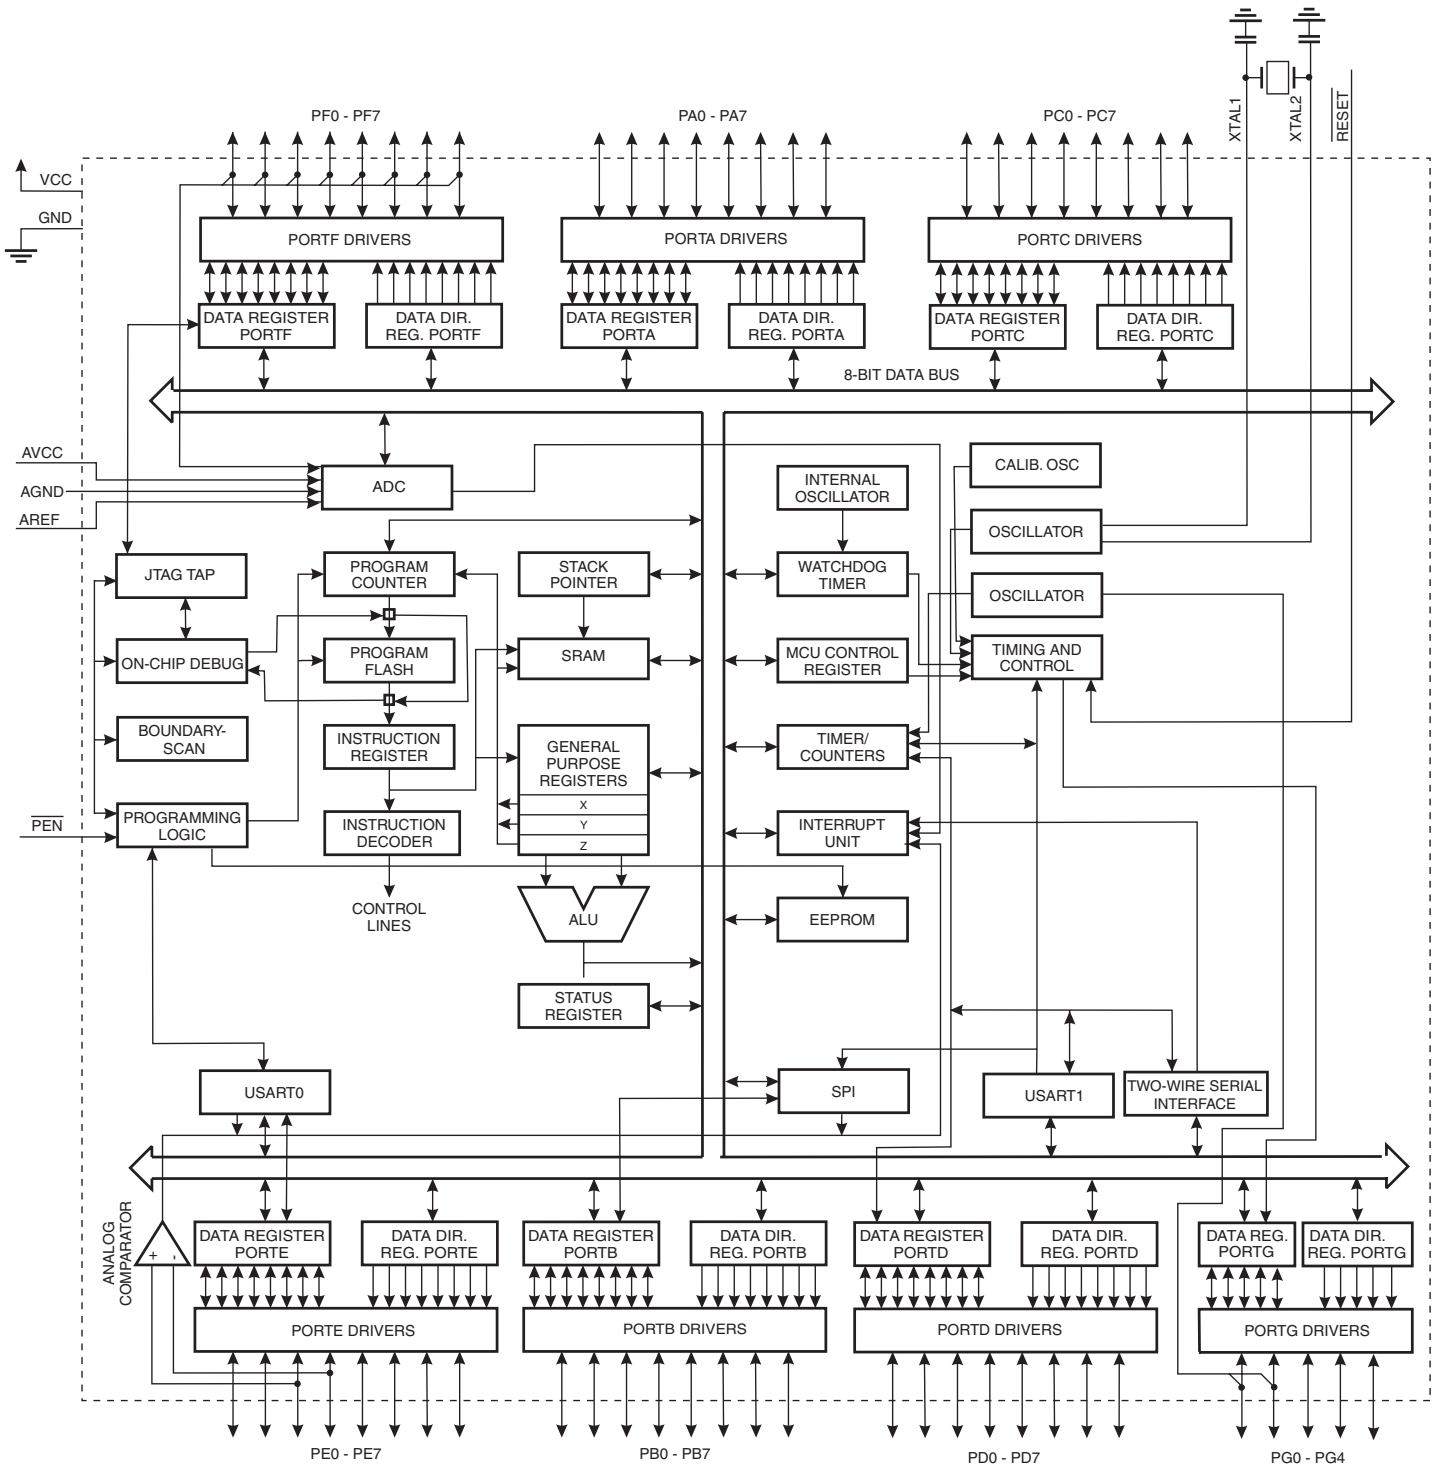 XTAL1
XTAL2
RESET
PF0 - PF7
PA0 - PA7
PC0 - PC7
VCC
GND
PORTF DRIVERS
PORTA DRIVERS
PORTC DRIVERS
DATA REGISTER
PORTF
DATA DIR.
REG. PORTF
DATA REGISTER
PORTA
DATA DIR.
REG. PORTA
DATA REGISTER
PORTC
DATA DIR.
REG. PORTC
8-BIT DATA BUS
AVCC
AGND
AREF
ADC
INTERNAL
OSCILLATOR
CALIB. OSC
OSCILLATOR
JTAG TAP
PROGRAM
COUNTER
STACK
POINTER
WATCHDOG
TIMER
OSCILLATOR
ON-CHIP DEBUG
PROGRAM
FLASH
SRAM
MCU CONTROL
REGISTER
TIMING AND
CONTROL
BOUNDARY-
SCAN
INSTRUCTION
REGISTER
GENERAL
PURPOSE
REGISTERS
X
Y
Z
TIMER/
COUNTERS
PEN
PROGRAMMING
LOGIC
INSTRUCTION
DECODER
INTERRUPT
UNIT
CONTROL
LINES
ALU
EEPROM
STATUS
REGISTER
USART0
SPI
USART1
TWO-WIRE SERIAL
INTERFACE
ANALOG
COMPARATOR
+
-
DATA REGISTER
PORTE
DATA DIR.
REG. PORTE
DATA REGISTER
PORTB
DATA DIR.
REG. PORTB
DATA REGISTER
PORTD
DATA DIR.
REG. PORTD
DATA REG.
PORTG
DATA DIR.
REG. PORTG
PORTE DRIVERS
PORTB DRIVERS
PORTD DRIVERS
PORTG DRIVERS
PE0 - PE7
PB0 - PB7
PD0 - PD7
PG0 - PG4